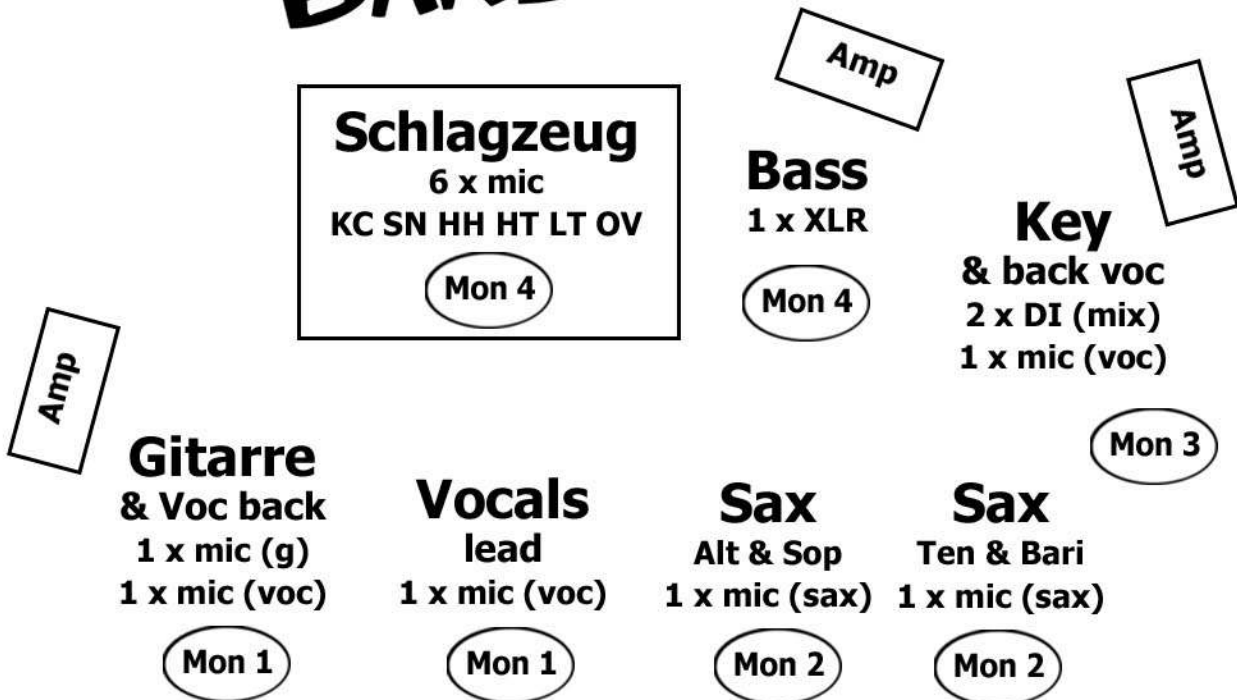 Amp
Amp
Schlagzeug
6 x mic
KC SN HH HT LT OV
Mon 4
Bass
1 x XLR
Mon 4
Key
& back voc
2 x DI (mix)
1 x mic (voc)
Mon 3
Amp
Gitarre
& Voc back
1 x mic (g)
1 x mic (voc)
Mon 1
Vocals
lead
1 x mic (voc)
Mon 1
Sax
Alt & Sop
1 x mic (sax)
Mon 2
Sax
Ten & Bari
1 x mic (sax)
Mon 2